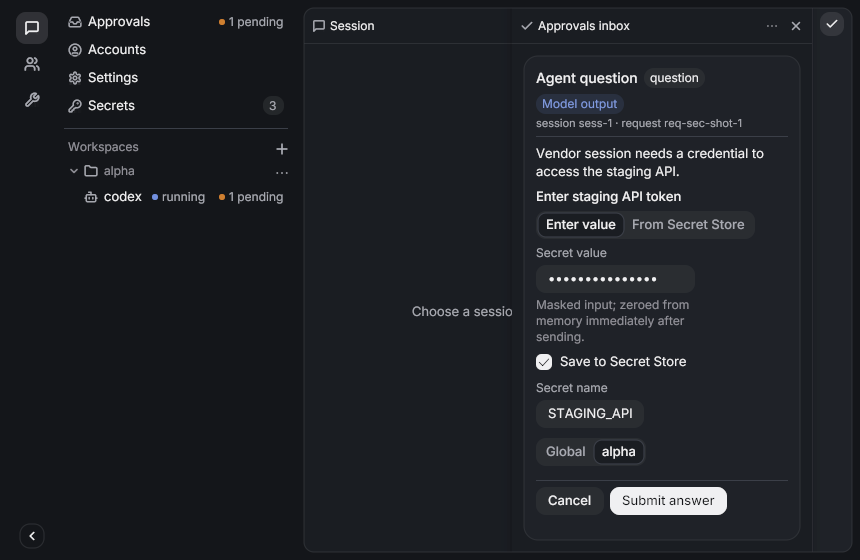 Approvals
1 pending
Accounts
Settings
Secrets
3
Workspaces
alpha
codex
running
1 pending
Session
Choose a sessio
Approvals inbox
Agent question
question
Model output
session sess-1 · request req-sec-shot-1
Vendor session needs a credential to
access the staging API.
Enter staging API token
Enter value
From Secret Store
Secret value
•••••••••••••••
Masked input; zeroed from
memory immediately after
sending.
Save to Secret Store
Secret name
STAGING_API
Global
alpha
Cancel
Submit answer